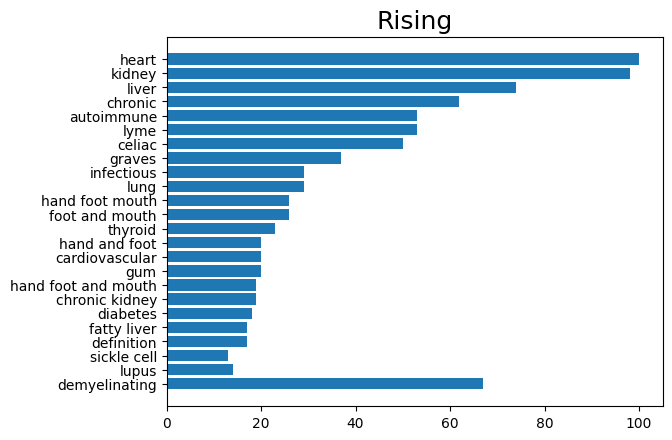 Rising
heart
kidney
liver
chronic
autoimmune
lyme
celiac
graves
infectious
lung
hand foot mouth
foot and mouth
thyroid
hand and foot
cardiovascular
gum
hand foot and mouth
chronic kidney
diabetes
fatty liver
definition
sickle cell
lupus
demyelinating
0 20 40 60 80 100